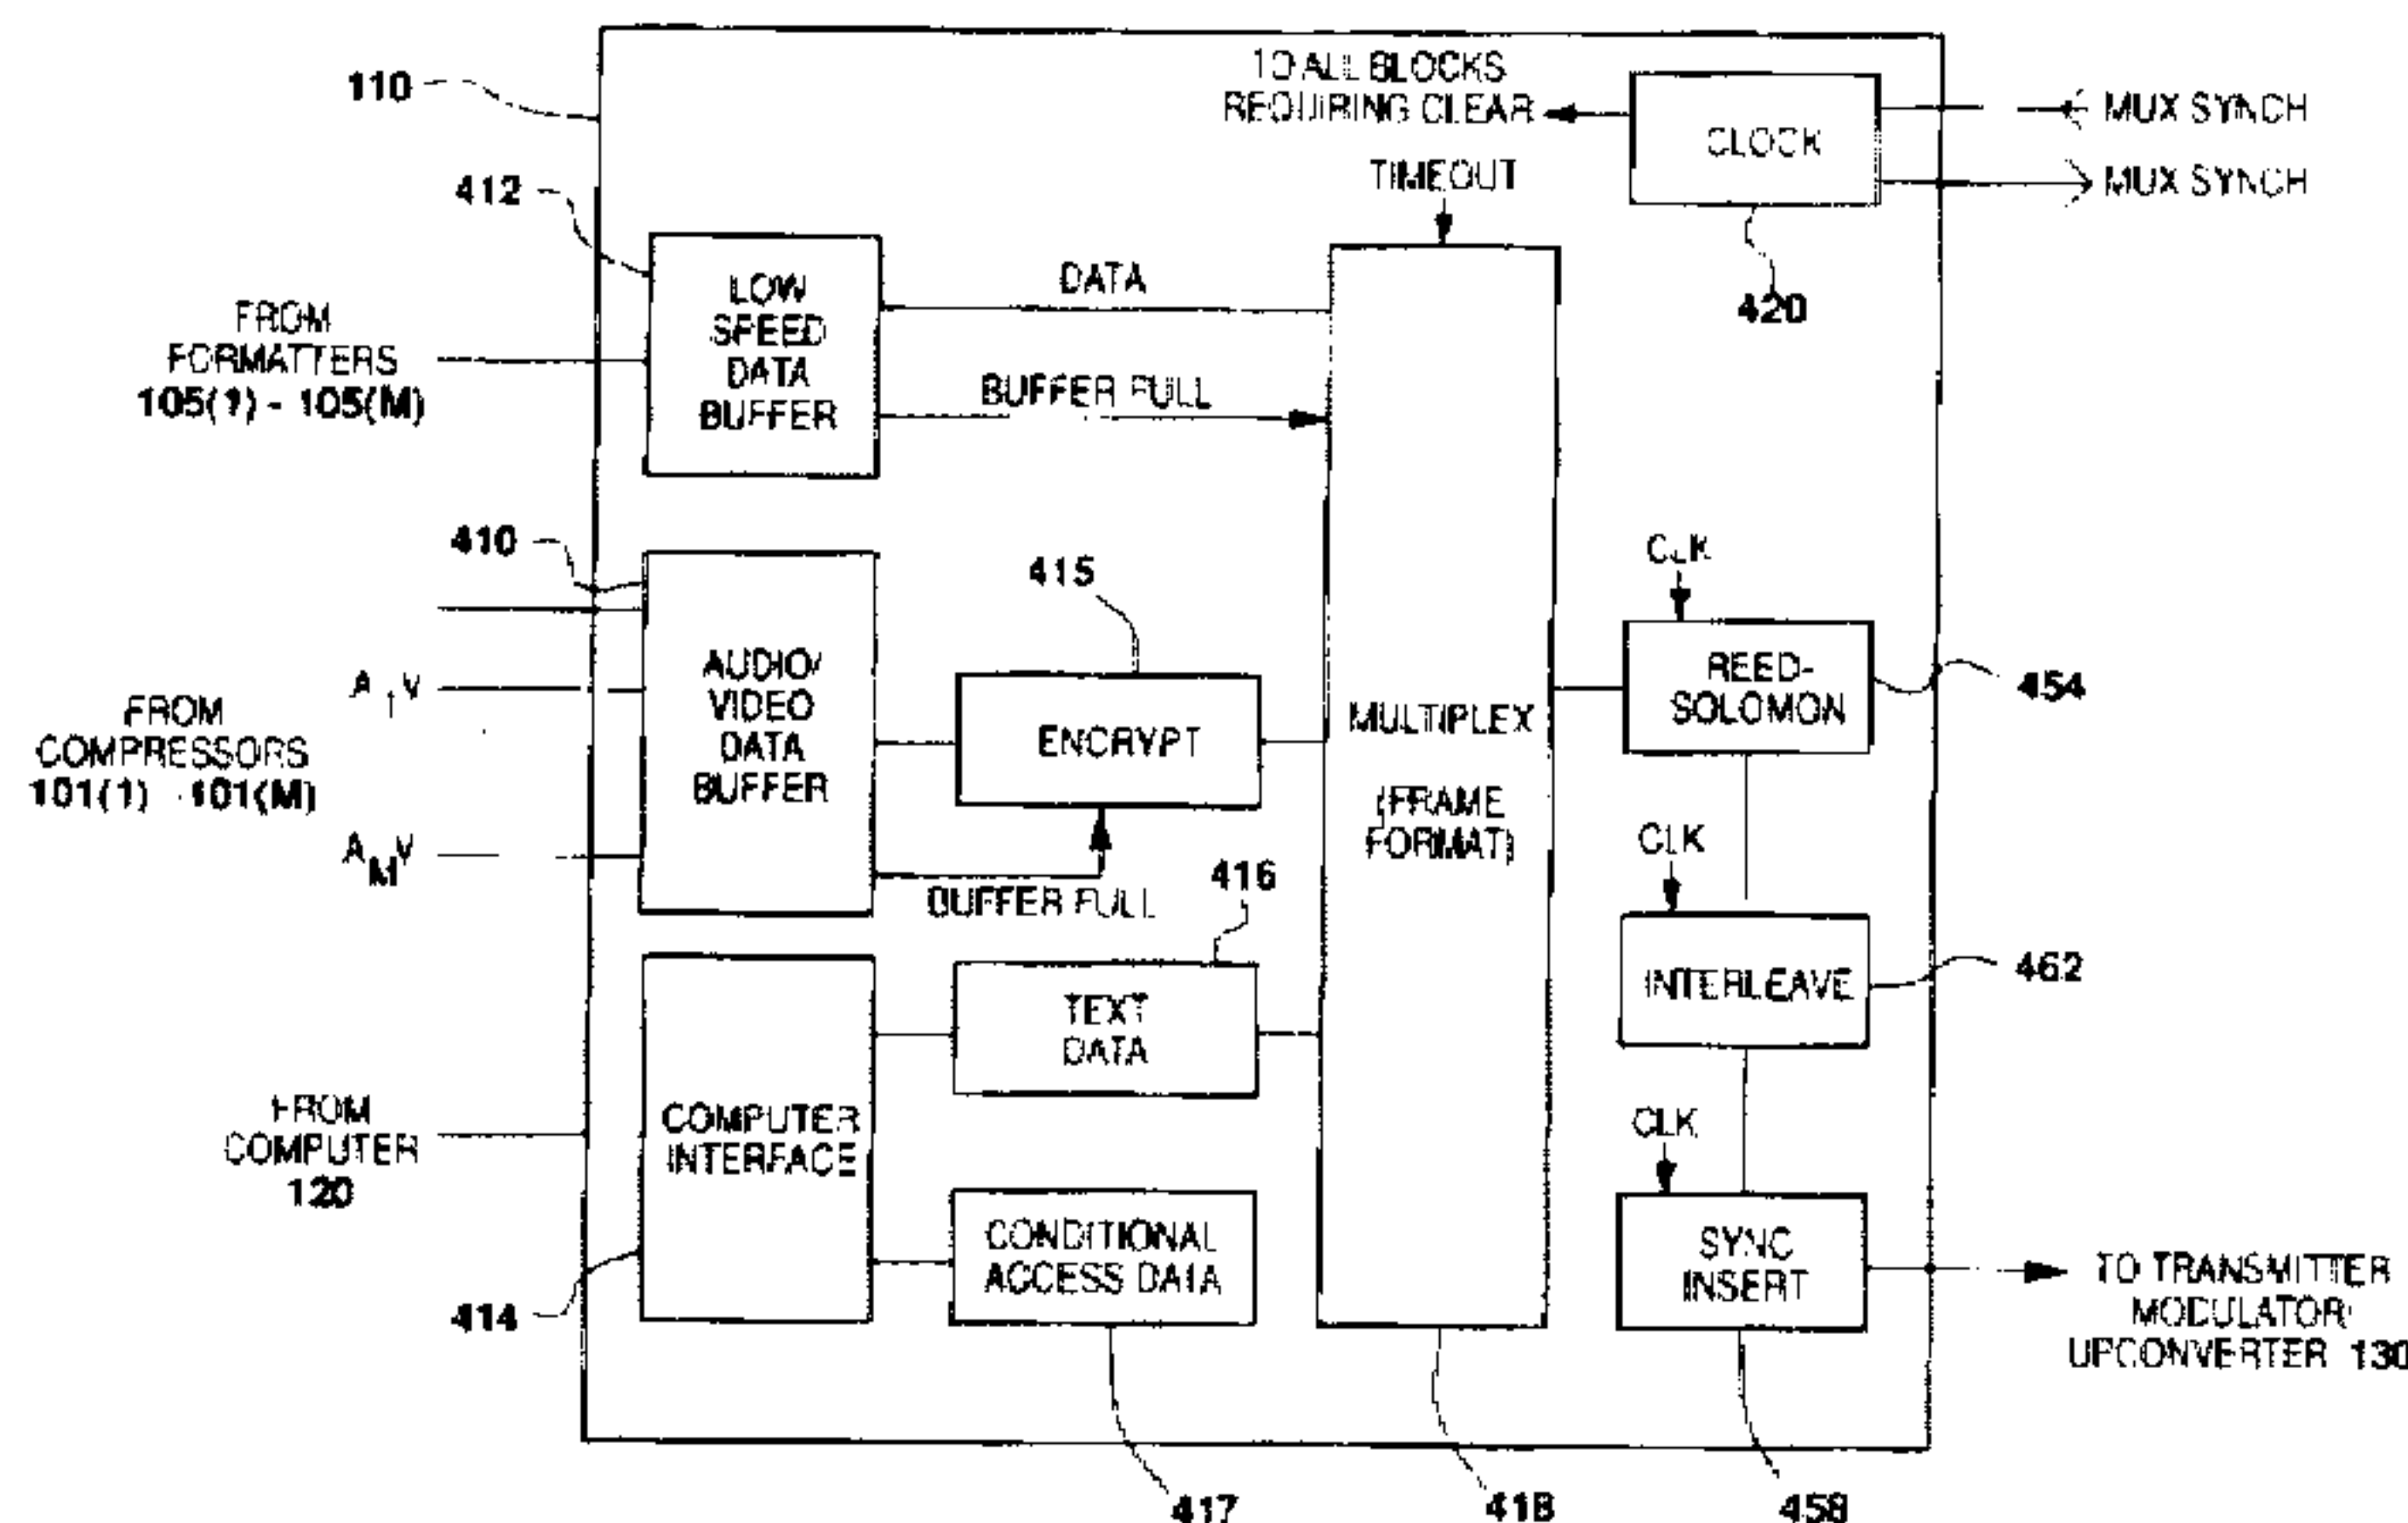 110
TO ALL BLOCKS
REQUIRING CLEAR
CLOCK
MUX SYNCH
MUX SYNCH
420
TIMEOUT
412
LOW
SPEED
DATA
BUFFER
DATA
BUFFER FULL
FROM
FORMATTERS
105(1) - 105(M)
410
AUDIO/
VIDEO
DATA
BUFFER
A1V
FROM
COMPRESSORS
101(1) - 101(M)
AMV
415
ENCRYPT
BUFFER FULL
MULTIPLEX
(FRAME
FORMAT)
CLK
REED-
SOLOMON
454
CLK
INTERLEAVE
462
416
TEXT
DATA
COMPUTER
INTERFACE
FROM
COMPUTER
120
414
CONDITIONAL
ACCESS DATA
CLK
SYNC
INSERT
TO TRANSMITTER
MODULATOR/
UPCONVERTER 130
417
418
458